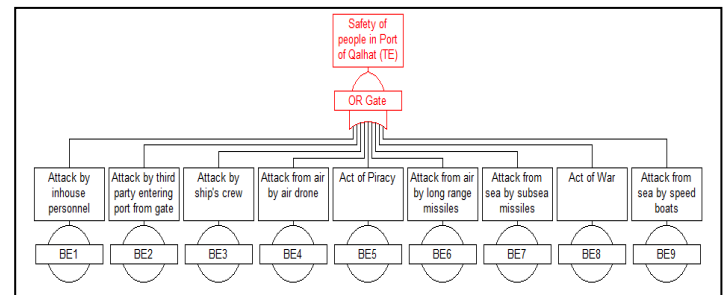 Safety of
people in Port
of Qalhat (TE)
OR Gate
Attack by
inhouse
personnel
Attack by third
party entering
port from gate
Attack by
ship's crew
Attack from air
by air drone
Act of Piracy
Attack from air
by long range
missiles
Attack from
sea by subsea
missiles
Act of War
Attack from
sea by speed
boats
BE1
BE2
BE3
BE4
BE5
BE6
BE7
BE8
BE9